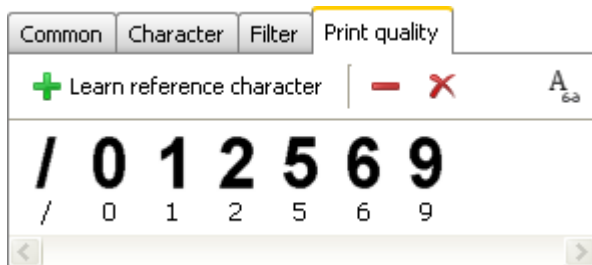 Common Character Filter Print quality
Learn reference character
/ 0 1 2 5 6 9
/ 0 1 2 5 6 9